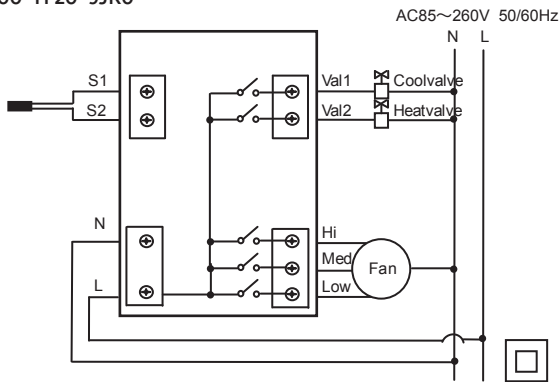 AC85～260V 50/60Hz
N L
S1
S2
Val1
Val2
Coolvalve
Heatvalve
N
L
Hi
Med
Low
Fan